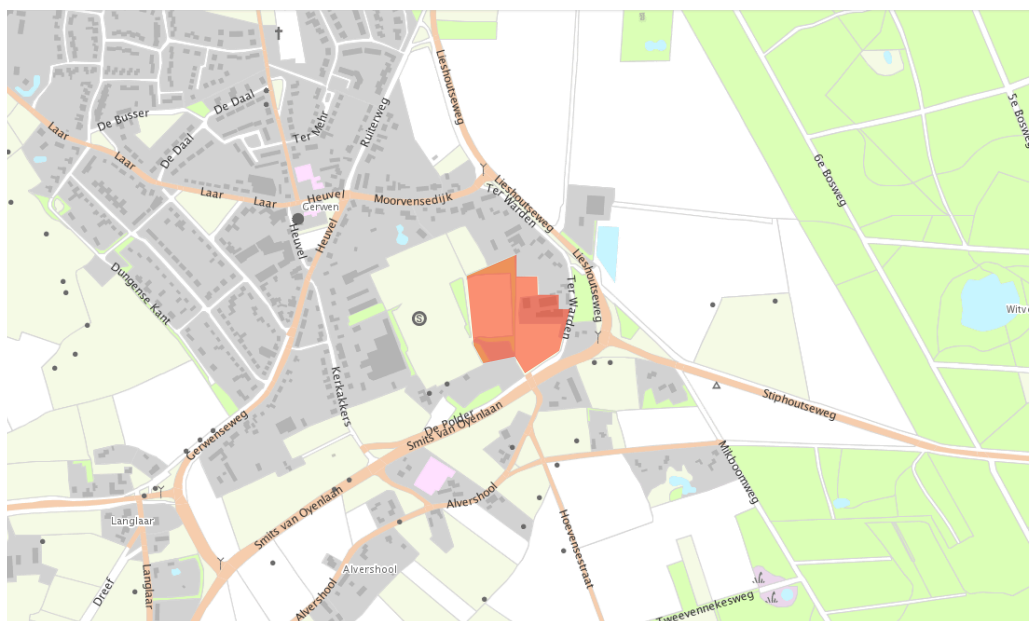 Lieshoutseweg
5e Bosweg
De Daal
De Busser
Ter Mehr
Ruiterweg
Laar
De Daal
Laar
6e Bosweg
Laar
Laar
Heuvel
Moorvensedijk
Gerwen
Lieshoutseweg
Ter Warden
Heuvel
Heuvel
Lieshoutseweg
Dungense Kant
Ter Warden
S
Witve
Kerkakkers
Stiphoutseweg
Gerwenseweg
De Polder
Smits van Oyenlaan
Mikboomweg
Alvershool
Smits van Oyenlaan
Langlaar
Hoevensestraat
Alvershool
Dreef
Langlaar
Alvershool
Tweevennekesweg